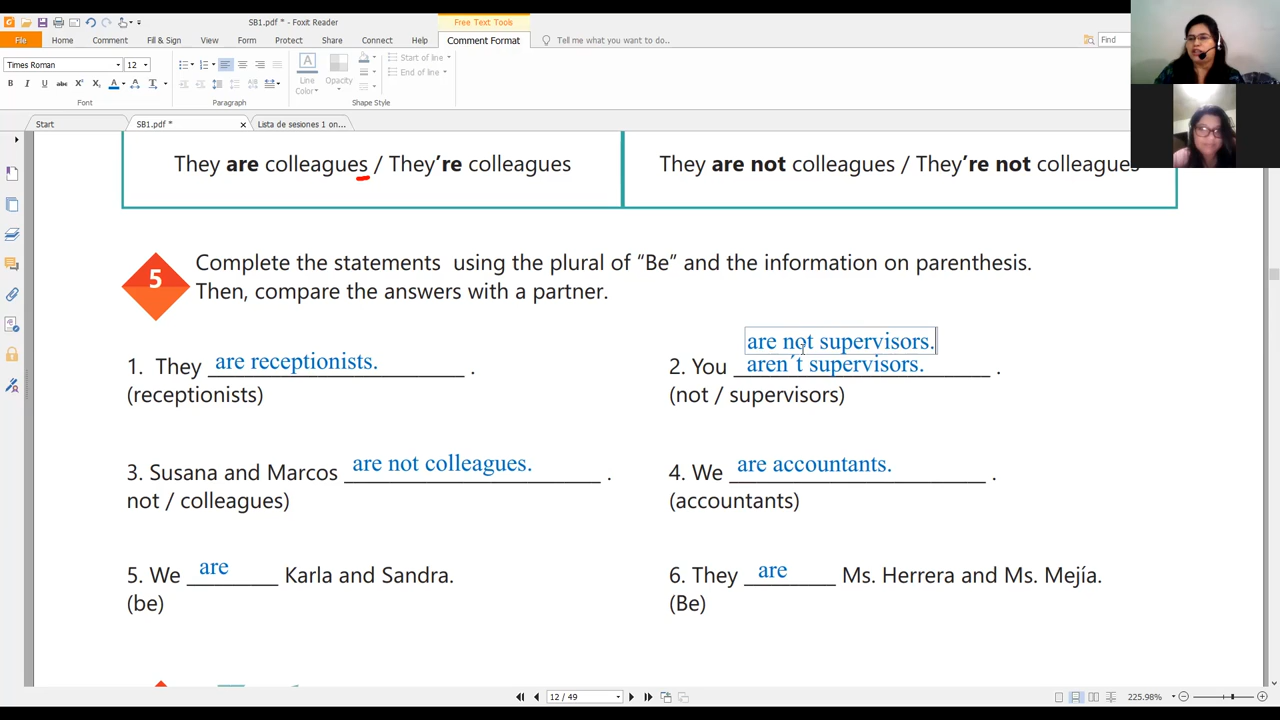 SB1.pdf * - Foxit Reader
Free Text Tools
File Home Comment Fill & Sign View Form Protect Share Connect Help Comment Format Tell me what you want to do.. Find
Times Roman 12
Start of line
End of line
Line Color
Opacity
B I U abc X² X₂ A
Font Paragraph Shape Style
Start SB1.pdf * Lista de sesiones 1 on...
They are colleagues / They're colleagues
They are not colleagues / They're not colleagues
5
Complete the statements using the plural of “Be” and the information on parenthesis.
Then, compare the answers with a partner.
1. They are receptionists. .
(receptionists)
are not supervisors.
2. You aren´t supervisors. .
(not / supervisors)
3. Susana and Marcos are not colleagues. .
not / colleagues)
4. We are accountants. .
(accountants)
5. We are Karla and Sandra.
(be)
6. They are Ms. Herrera and Ms. Mejía.
(Be)
12 / 49
225.98%